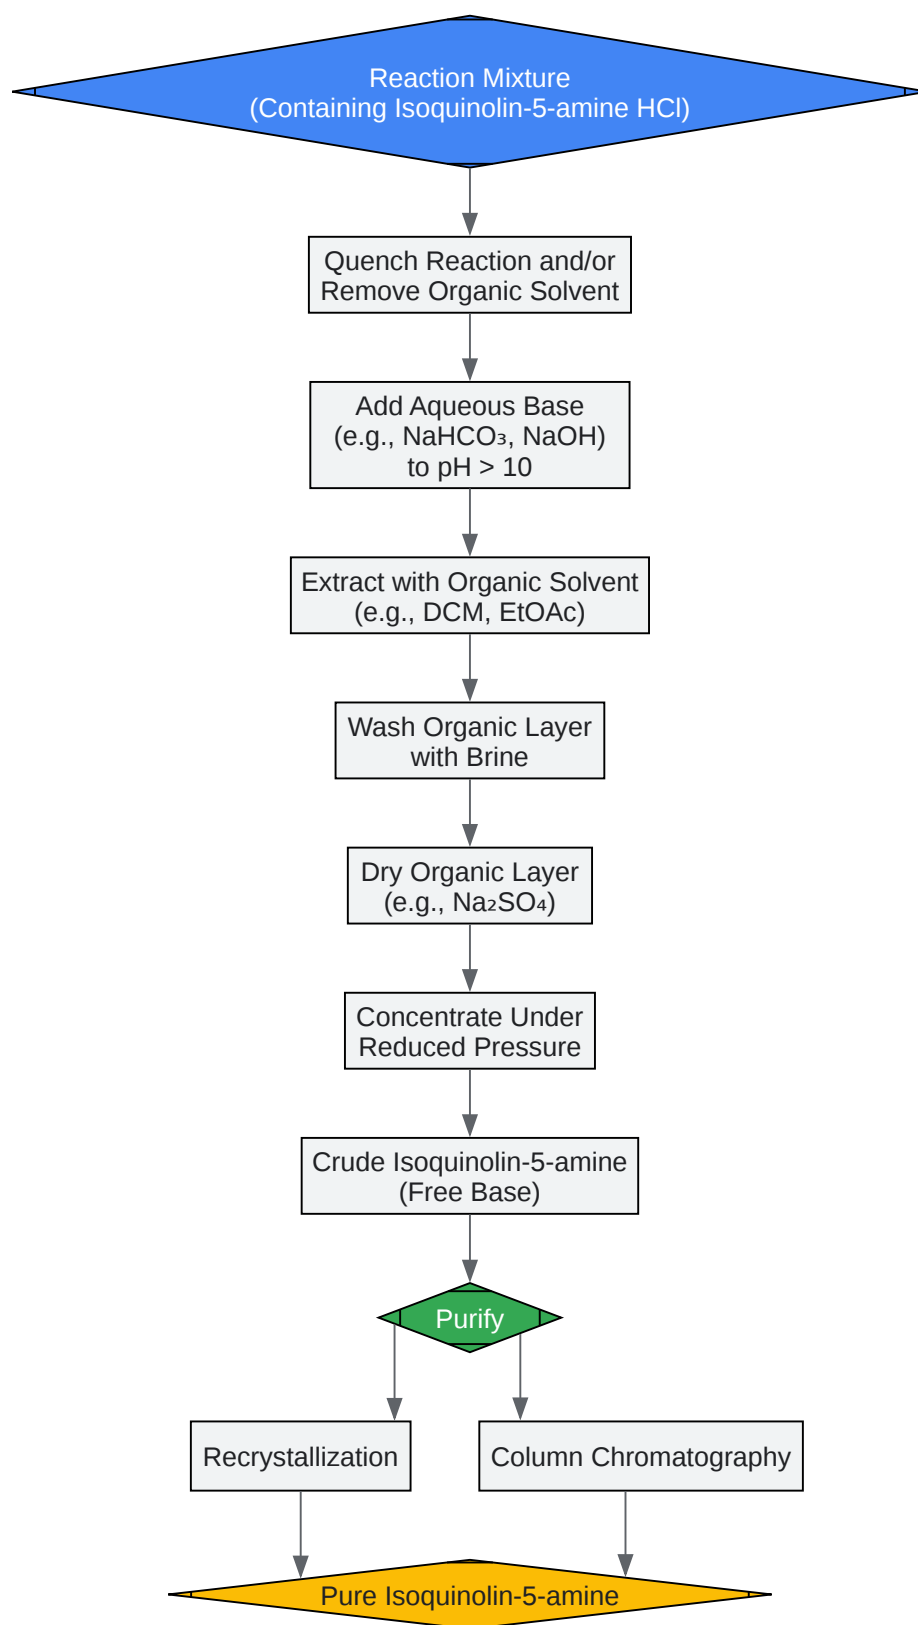 Reaction Mixture
(Containing Isoquinolin-5-amine HCl)
Quench Reaction and/or
Remove Organic Solvent
Add Aqueous Base
(e.g., NaHCO₃, NaOH)
to pH > 10
Extract with Organic Solvent
(e.g., DCM, EtOAc)
Wash Organic Layer
with Brine
Dry Organic Layer
(e.g., Na₂SO₄)
Concentrate Under
Reduced Pressure
Crude Isoquinolin-5-amine
(Free Base)
Purify
Recrystallization
Column Chromatography
Pure Isoquinolin-5-amine